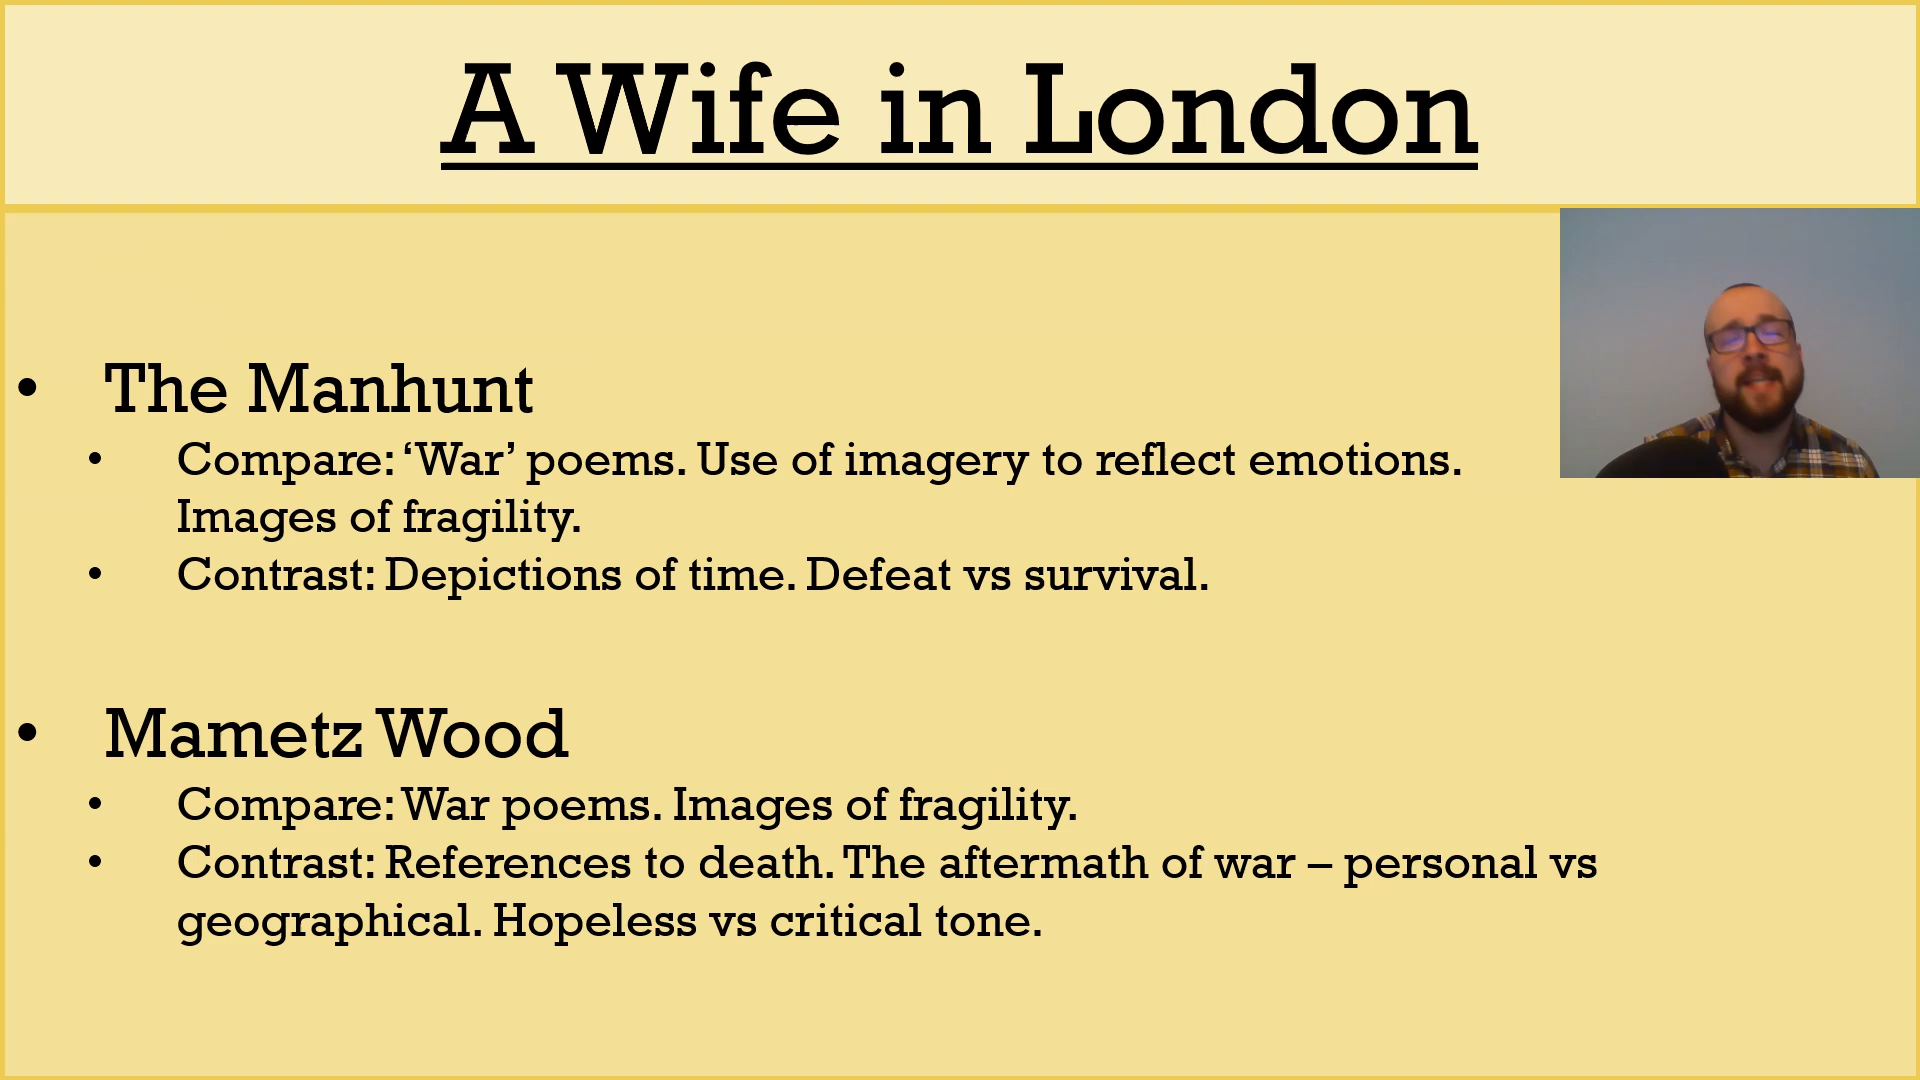 A Wife in London
• The Manhunt
• Compare: ‘War’ poems. Use of imagery to reflect emotions.
Images of fragility.
• Contrast: Depictions of time. Defeat vs survival.
• Mametz Wood
• Compare: War poems. Images of fragility.
• Contrast: References to death. The aftermath of war – personal vs
geographical. Hopeless vs critical tone.